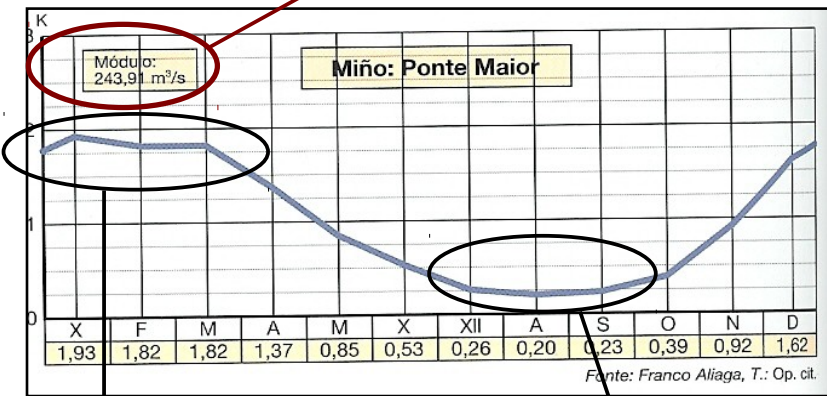 K
3
Módulo:
243,91 m³/s
Miño: Ponte Maior
1
0
X F M A M X XII A S O N D
1,93 1,82 1,82 1,37 0,85 0,53 0,26 0,20 0,23 0,39 0,92 1,62
Fonte: Franco Aliaga, T.: Op. cit.